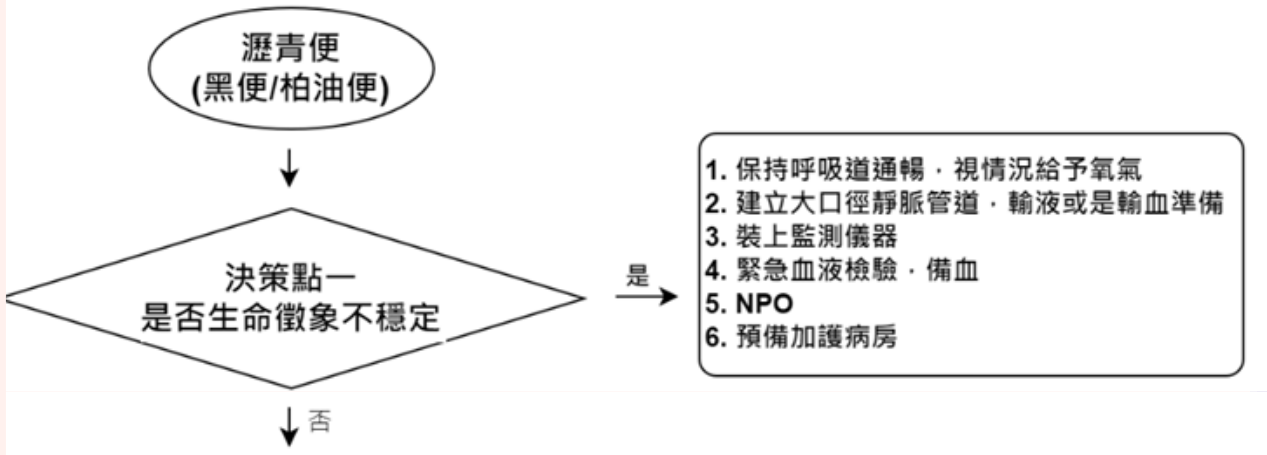 瀝青便
(黑便/柏油便)
決策點一
是否生命徵象不穩定
是
1. 保持呼吸道通暢，視情況給予氧氣
2. 建立大口徑靜脈管道，輸液或是輸血準備
3. 裝上監測儀器
4. 緊急血液檢驗，備血
5. NPO
6. 預備加護病房
否